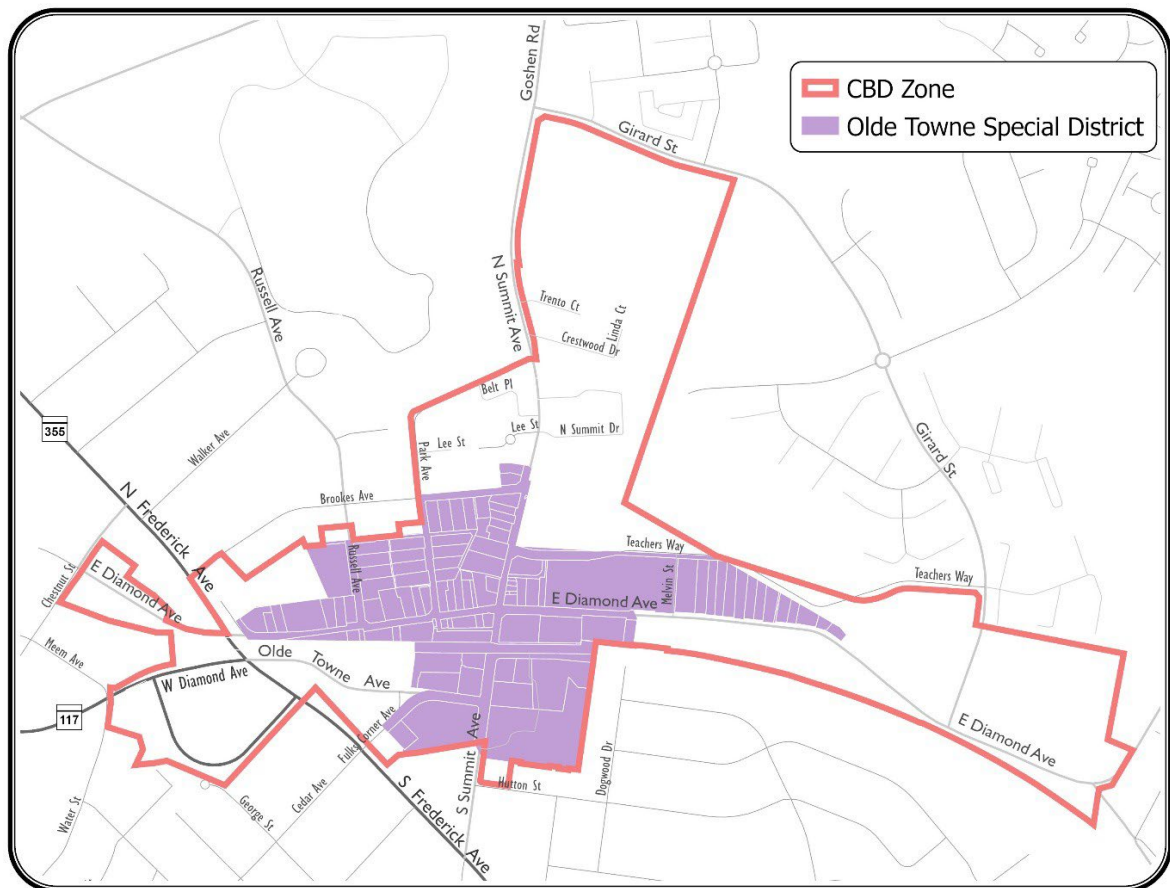 CBD Zone
Olde Towne Special District
Goshen Rd
Girard St
N Summit Ave
Russell Ave
Trento Ct
Linda Ct
Crestwood Dr
Belt Pl
355
Lee St
Lee St
N Summit Dr
Park Ave
Walker Ave
Girard St
N Frederick Ave
Brookes Ave
Teachers Way
Russell Ave
Chestnut St
E Diamond Ave
Melvin St
Teachers Way
E Diamond Ave
Meem Ave
Olde Towne Ave
W Diamond Ave
117
Fulks Corner Ave
S Summit Ave
E Diamond Ave
Dogwood Dr
Hutton St
Cedar Ave
George St
Water St
S Frederick Ave